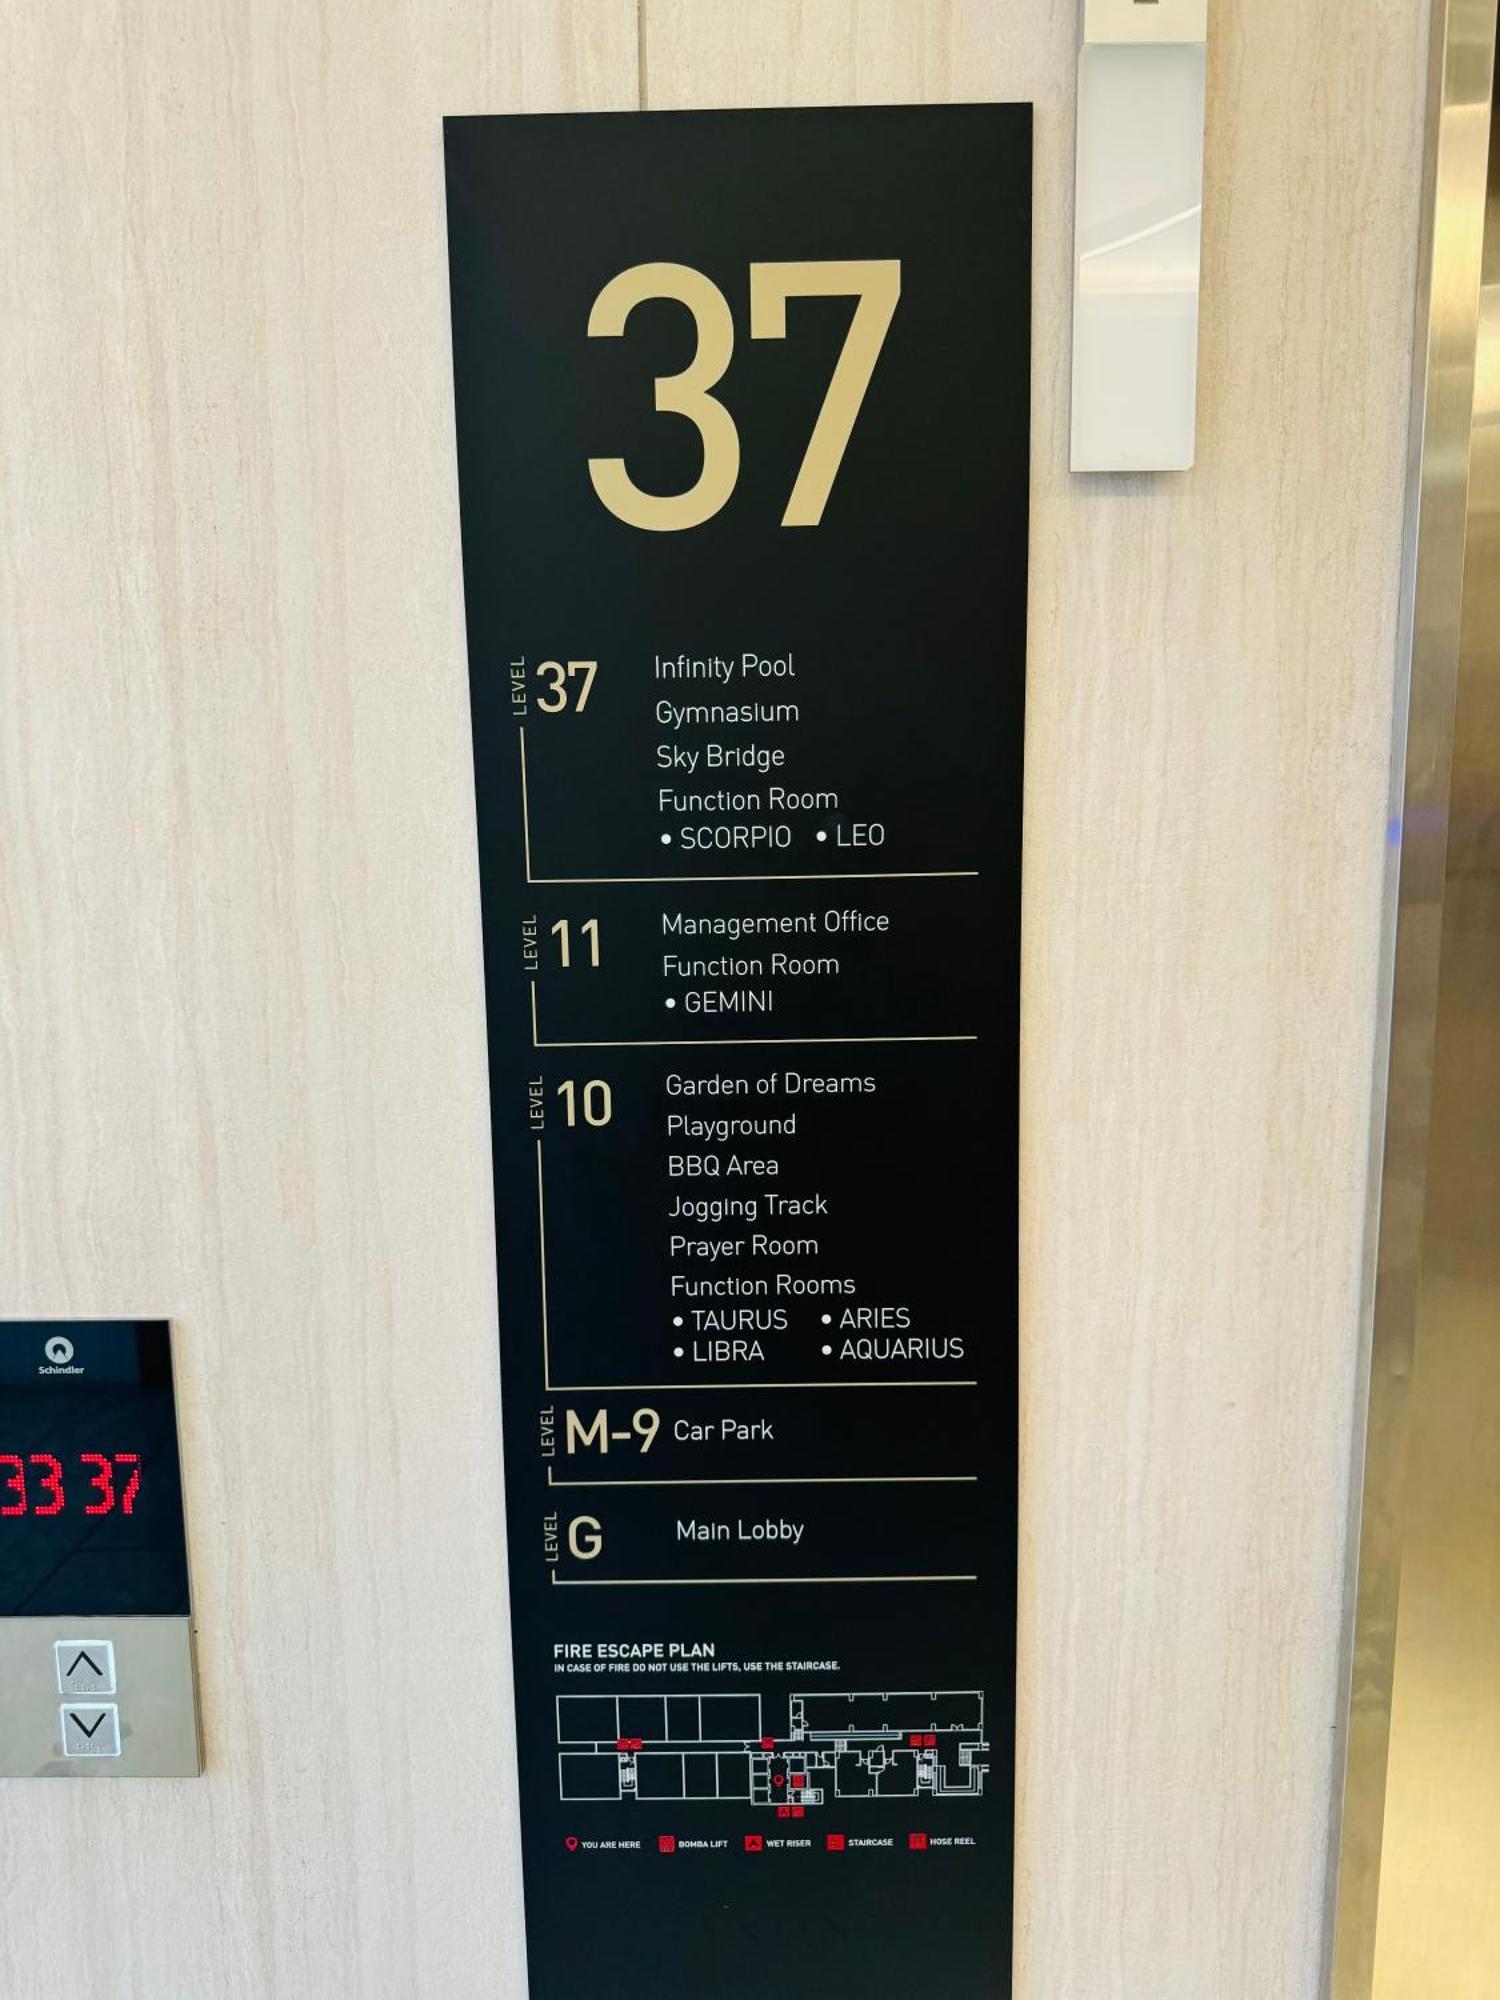 37
LEVEL 37 Infinity Pool
Gymnasium
Sky Bridge
Function Room
• SCORPIO • LEO
LEVEL 11 Management Office
Function Room
• GEMINI
LEVEL 10 Garden of Dreams
Playground
BBQ Area
Jogging Track
Prayer Room
Function Rooms
• TAURUS • ARIES
• LIBRA • AQUARIUS
LEVEL M-9 Car Park
LEVEL G Main Lobby
FIRE ESCAPE PLAN
IN CASE OF FIRE DO NOT USE THE LIFTS, USE THE STAIRCASE.
YOU ARE HERE BOMBA LIFT WET RISER STAIRCASE HOSE REEL
Schindler
33 37